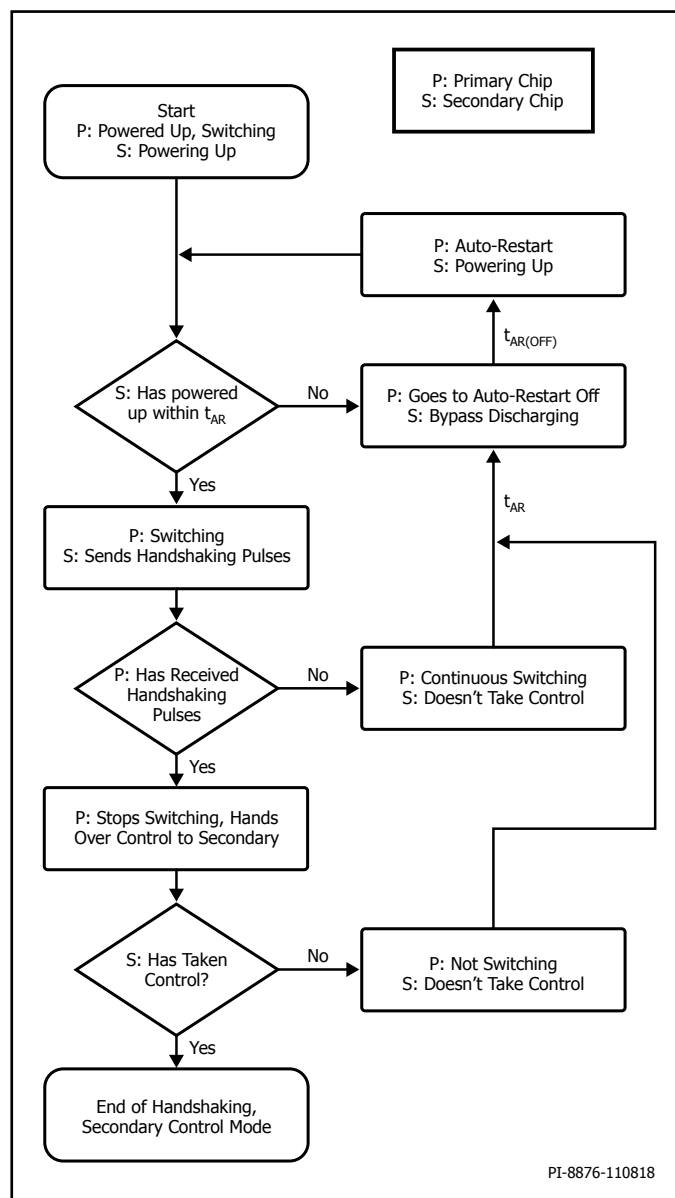 P: Primary Chip
S: Secondary Chip
Start
P: Powered Up, Switching
S: Powering Up
P: Auto-Restart
S: Powering Up
tAR(OFF)
S: Has powered
up within tAR
No
P: Goes to Auto-Restart Off
S: Bypass Discharging
Yes
tAR
P: Switching
S: Sends Handshaking Pulses
P: Has Received
Handshaking
Pulses
No
P: Continuous Switching
S: Doesn't Take Control
Yes
P: Stops Switching, Hands
Over Control to Secondary
S: Has Taken
Control?
No
P: Not Switching
S: Doesn't Take Control
Yes
End of Handshaking,
Secondary Control Mode
PI-8876-110818